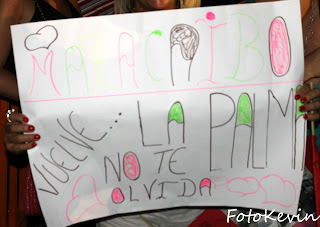 MARACAIBO
VUELVE...
LA PALMA
NO TE
OLVIDA
FotoKevin